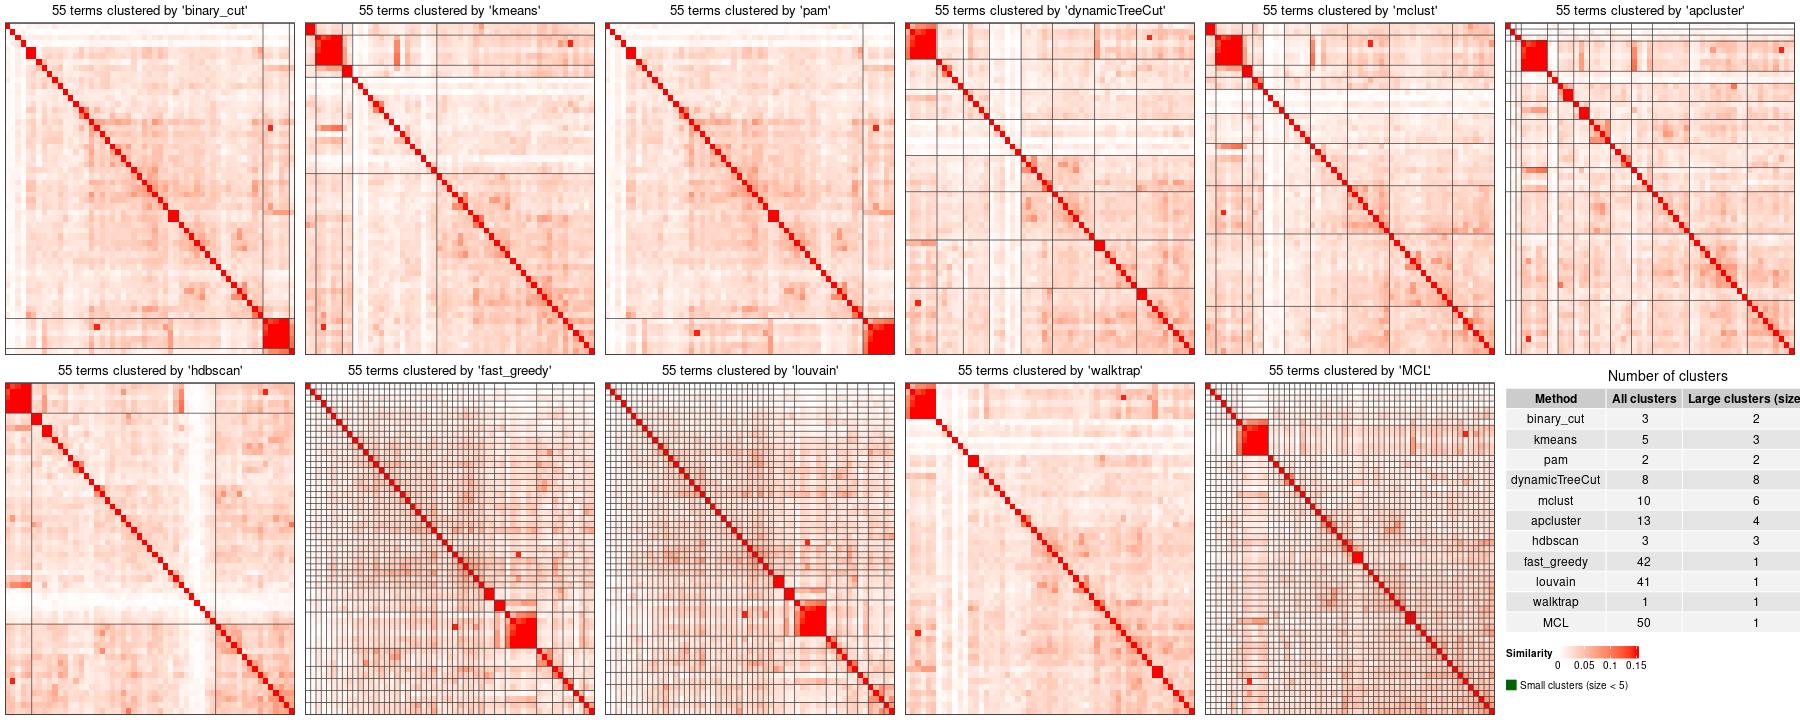 55 terms clustered by 'binary_cut'
55 terms clustered by 'kmeans'
55 terms clustered by 'pam'
55 terms clustered by 'dynamicTreeCut'
55 terms clustered by 'mclust'
55 terms clustered by 'apcluster'
55 terms clustered by 'hdbscan'
55 terms clustered by 'fast_greedy'
55 terms clustered by 'louvain'
55 terms clustered by 'walktrap'
55 terms clustered by 'MCL'
Number of clusters
Method All clusters Large clusters (size
binary_cut 3 2
kmeans 5 3
pam 2 2
dynamicTreeCut 8 8
mclust 10 6
apcluster 13 4
hdbscan 3 3
fast_greedy 42 1
louvain 41 1
walktrap 1 1
MCL 50 1
Similarity
0 0.05 0.1 0.15
Small clusters (size < 5)